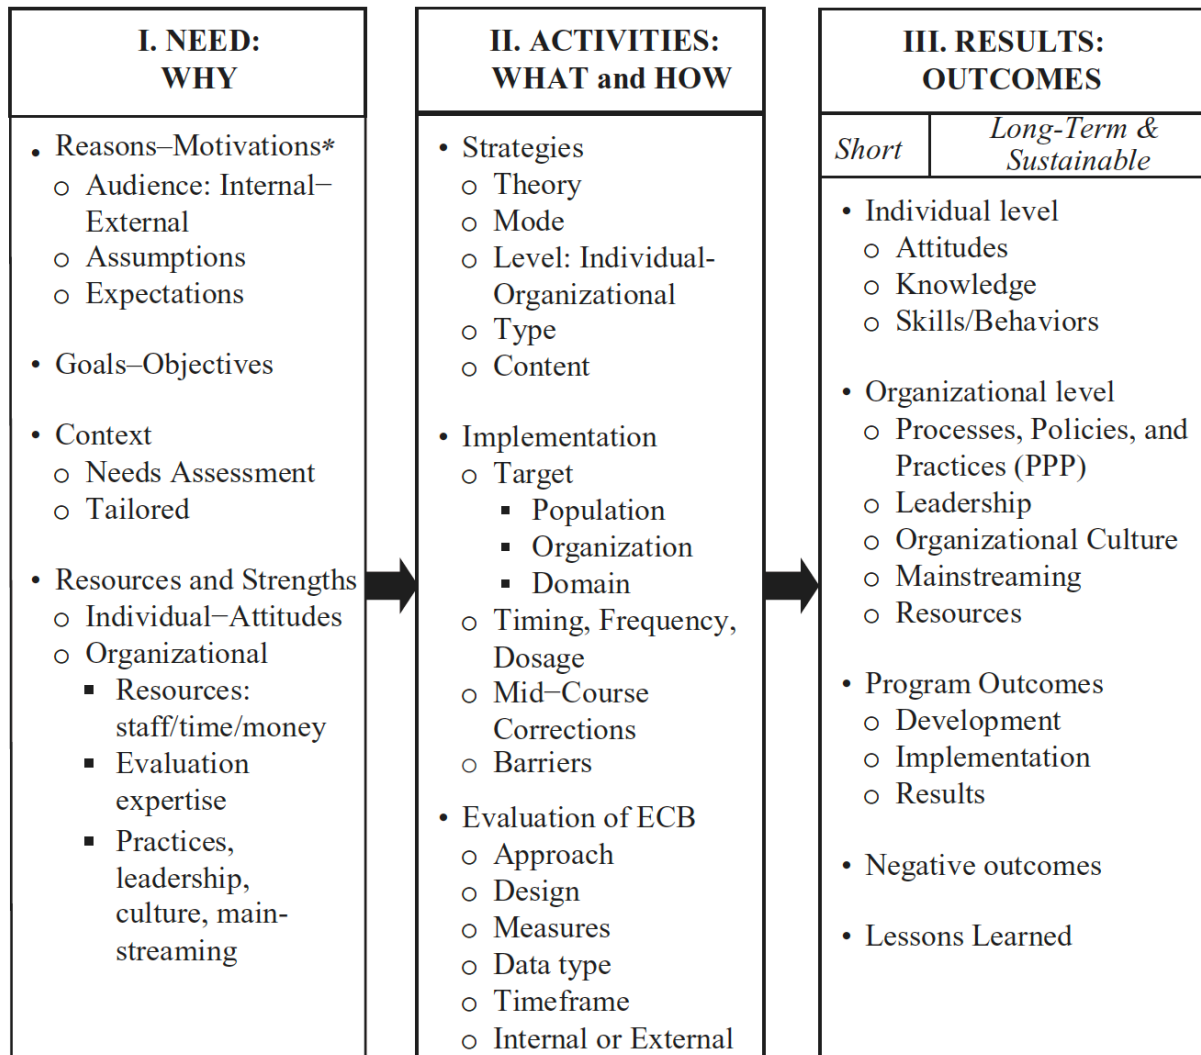 I. NEED:
WHY
• Reasons–Motivations*
o Audience: Internal–
External
o Assumptions
o Expectations
• Goals–Objectives
• Context
o Needs Assessment
o Tailored
• Resources and Strengths
o Individual–Attitudes
o Organizational
▪ Resources:
staff/time/money
▪ Evaluation
expertise
▪ Practices,
leadership,
culture, main-
streaming
II. ACTIVITIES:
WHAT and HOW
• Strategies
o Theory
o Mode
o Level: Individual-
Organizational
o Type
o Content
• Implementation
o Target
▪ Population
▪ Organization
▪ Domain
o Timing, Frequency,
Dosage
o Mid–Course
Corrections
o Barriers
• Evaluation of ECB
o Approach
o Design
o Measures
o Data type
o Timeframe
o Internal or External
III. RESULTS:
OUTCOMES
Short
Long-Term &
Sustainable
• Individual level
o Attitudes
o Knowledge
o Skills/Behaviors
• Organizational level
o Processes, Policies, and
Practices (PPP)
o Leadership
o Organizational Culture
o Mainstreaming
o Resources
• Program Outcomes
o Development
o Implementation
o Results
• Negative outcomes
• Lessons Learned